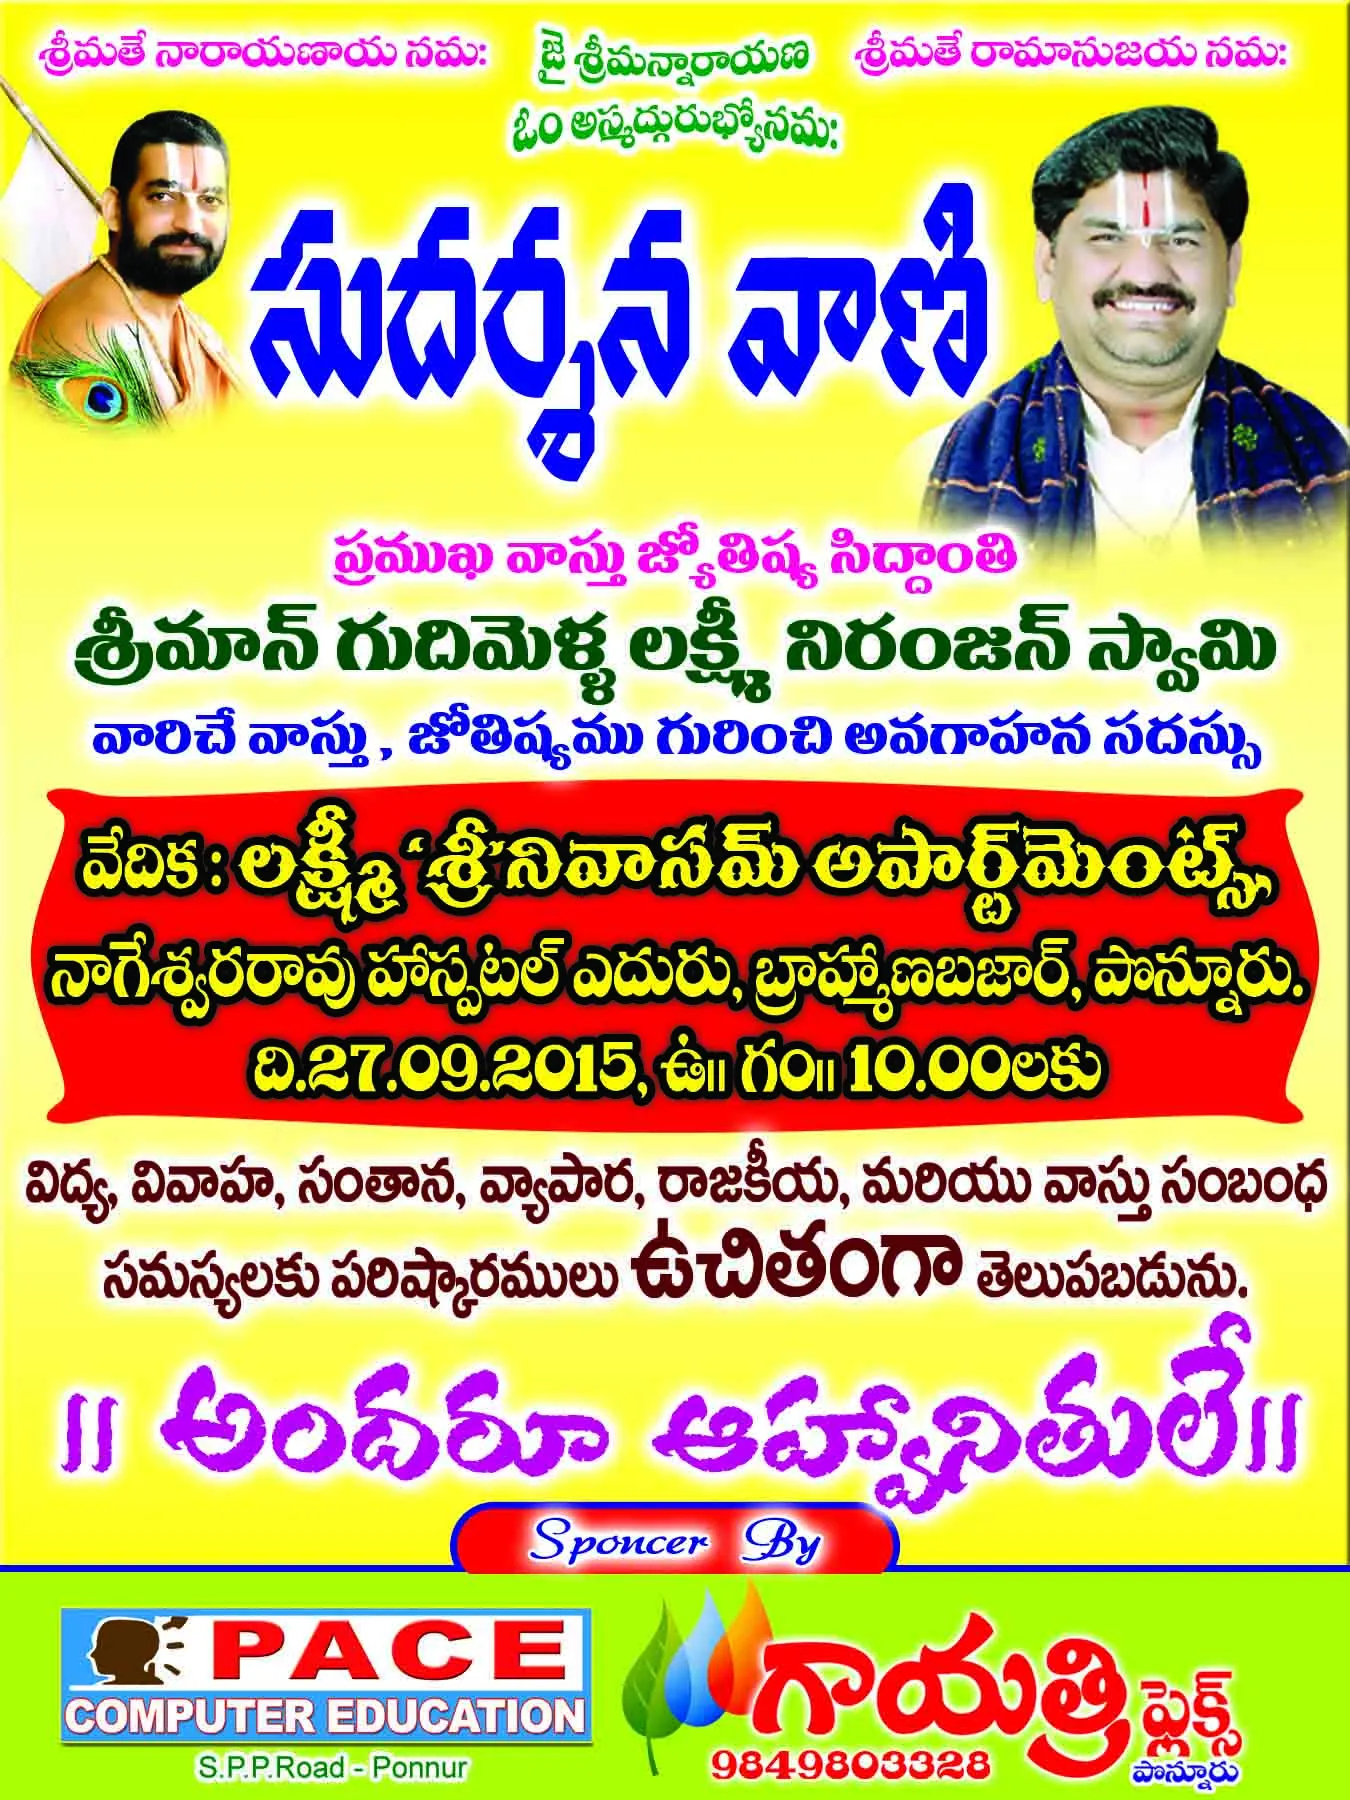 శ్రీమతే నారాయణాయ నమ:
జై శ్రీమన్నారాయణ
శ్రీమతే రామానుజయ నమ:
ఓం అస్మద్గురుభ్యోనమ:
సుదర్శన వాణి
ప్రముఖ వాస్తు జ్యోతిష్య సిద్దాంతి
శ్రీమాన్ గుదిమెళ్ళ లక్ష్మీ నిరంజన్ స్వామి
వారిచే వాస్తు , జోతిష్యము గురించి అవగాహన సదస్సు
వేదిక : లక్ష్మీ 'శ్రీ'నివాసమ్ అపార్ట్‌మెంట్స్,
నాగేశ్వరరావు హాస్పటల్ ఎదురు, బ్రాహ్మాణబజార్, పొన్నూరు.
ది.27.09.2015, ఉ॥ గం॥ 10.00లకు
విద్య, వివాహ, సంతాన, వ్యాపార, రాజకీయ, మరియు వాస్తు సంబంధ
సమస్యలకు పరిష్కారములు ఉచితంగా తెలుపబడును.
॥ అందరూ ఆహ్వానితులే॥
Sponcer By
PACE
COMPUTER EDUCATION
S.P.P.Road - Ponnur
గాయత్రి ఫ్లెక్స్
9849803328 పొన్నూరు